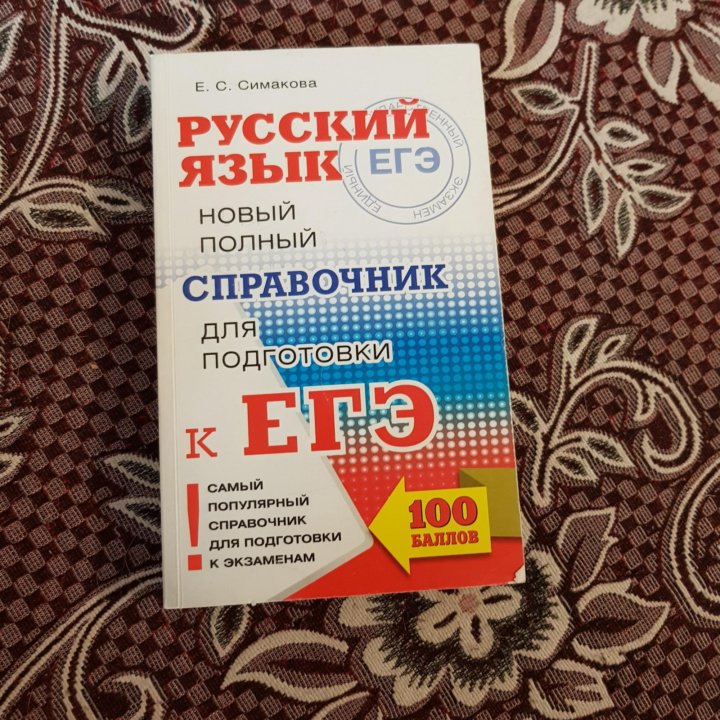 Е. С. Симакова
РУССКИЙ
ЯЗЫК
ЕДИНЫЙ ГОСУДАРСТВЕННЫЙ ЭКЗАМЕН
ЕГЭ
НОВЫЙ
ПОЛНЫЙ
СПРАВОЧНИК
ДЛЯ
ПОДГОТОВКИ
К ЕГЭ
!
САМЫЙ
ПОПУЛЯРНЫЙ
СПРАВОЧНИК
ДЛЯ ПОДГОТОВКИ
К ЭКЗАМЕНАМ
100
БАЛЛОВ